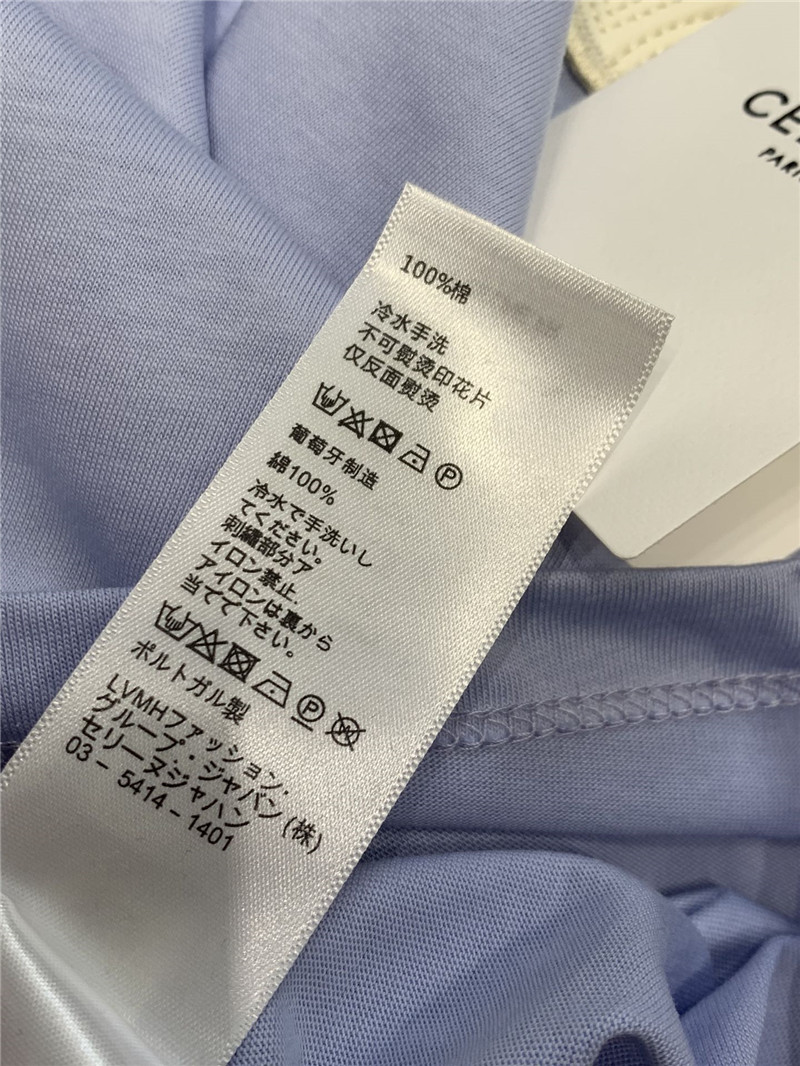 100%棉
冷水手洗
不可熨烫印花片
仅反面熨烫
P
葡萄牙制造
綿100%
冷水で手洗いし
てください。
刺繡部分ア
イロン禁止.
アイロンは裏から
当てて下さい。
P W
ポルトガル製
LVMHファッション.
グループ・ジャパン(株)
セリーヌジャハン
03 - 5414 - 1401
PARI